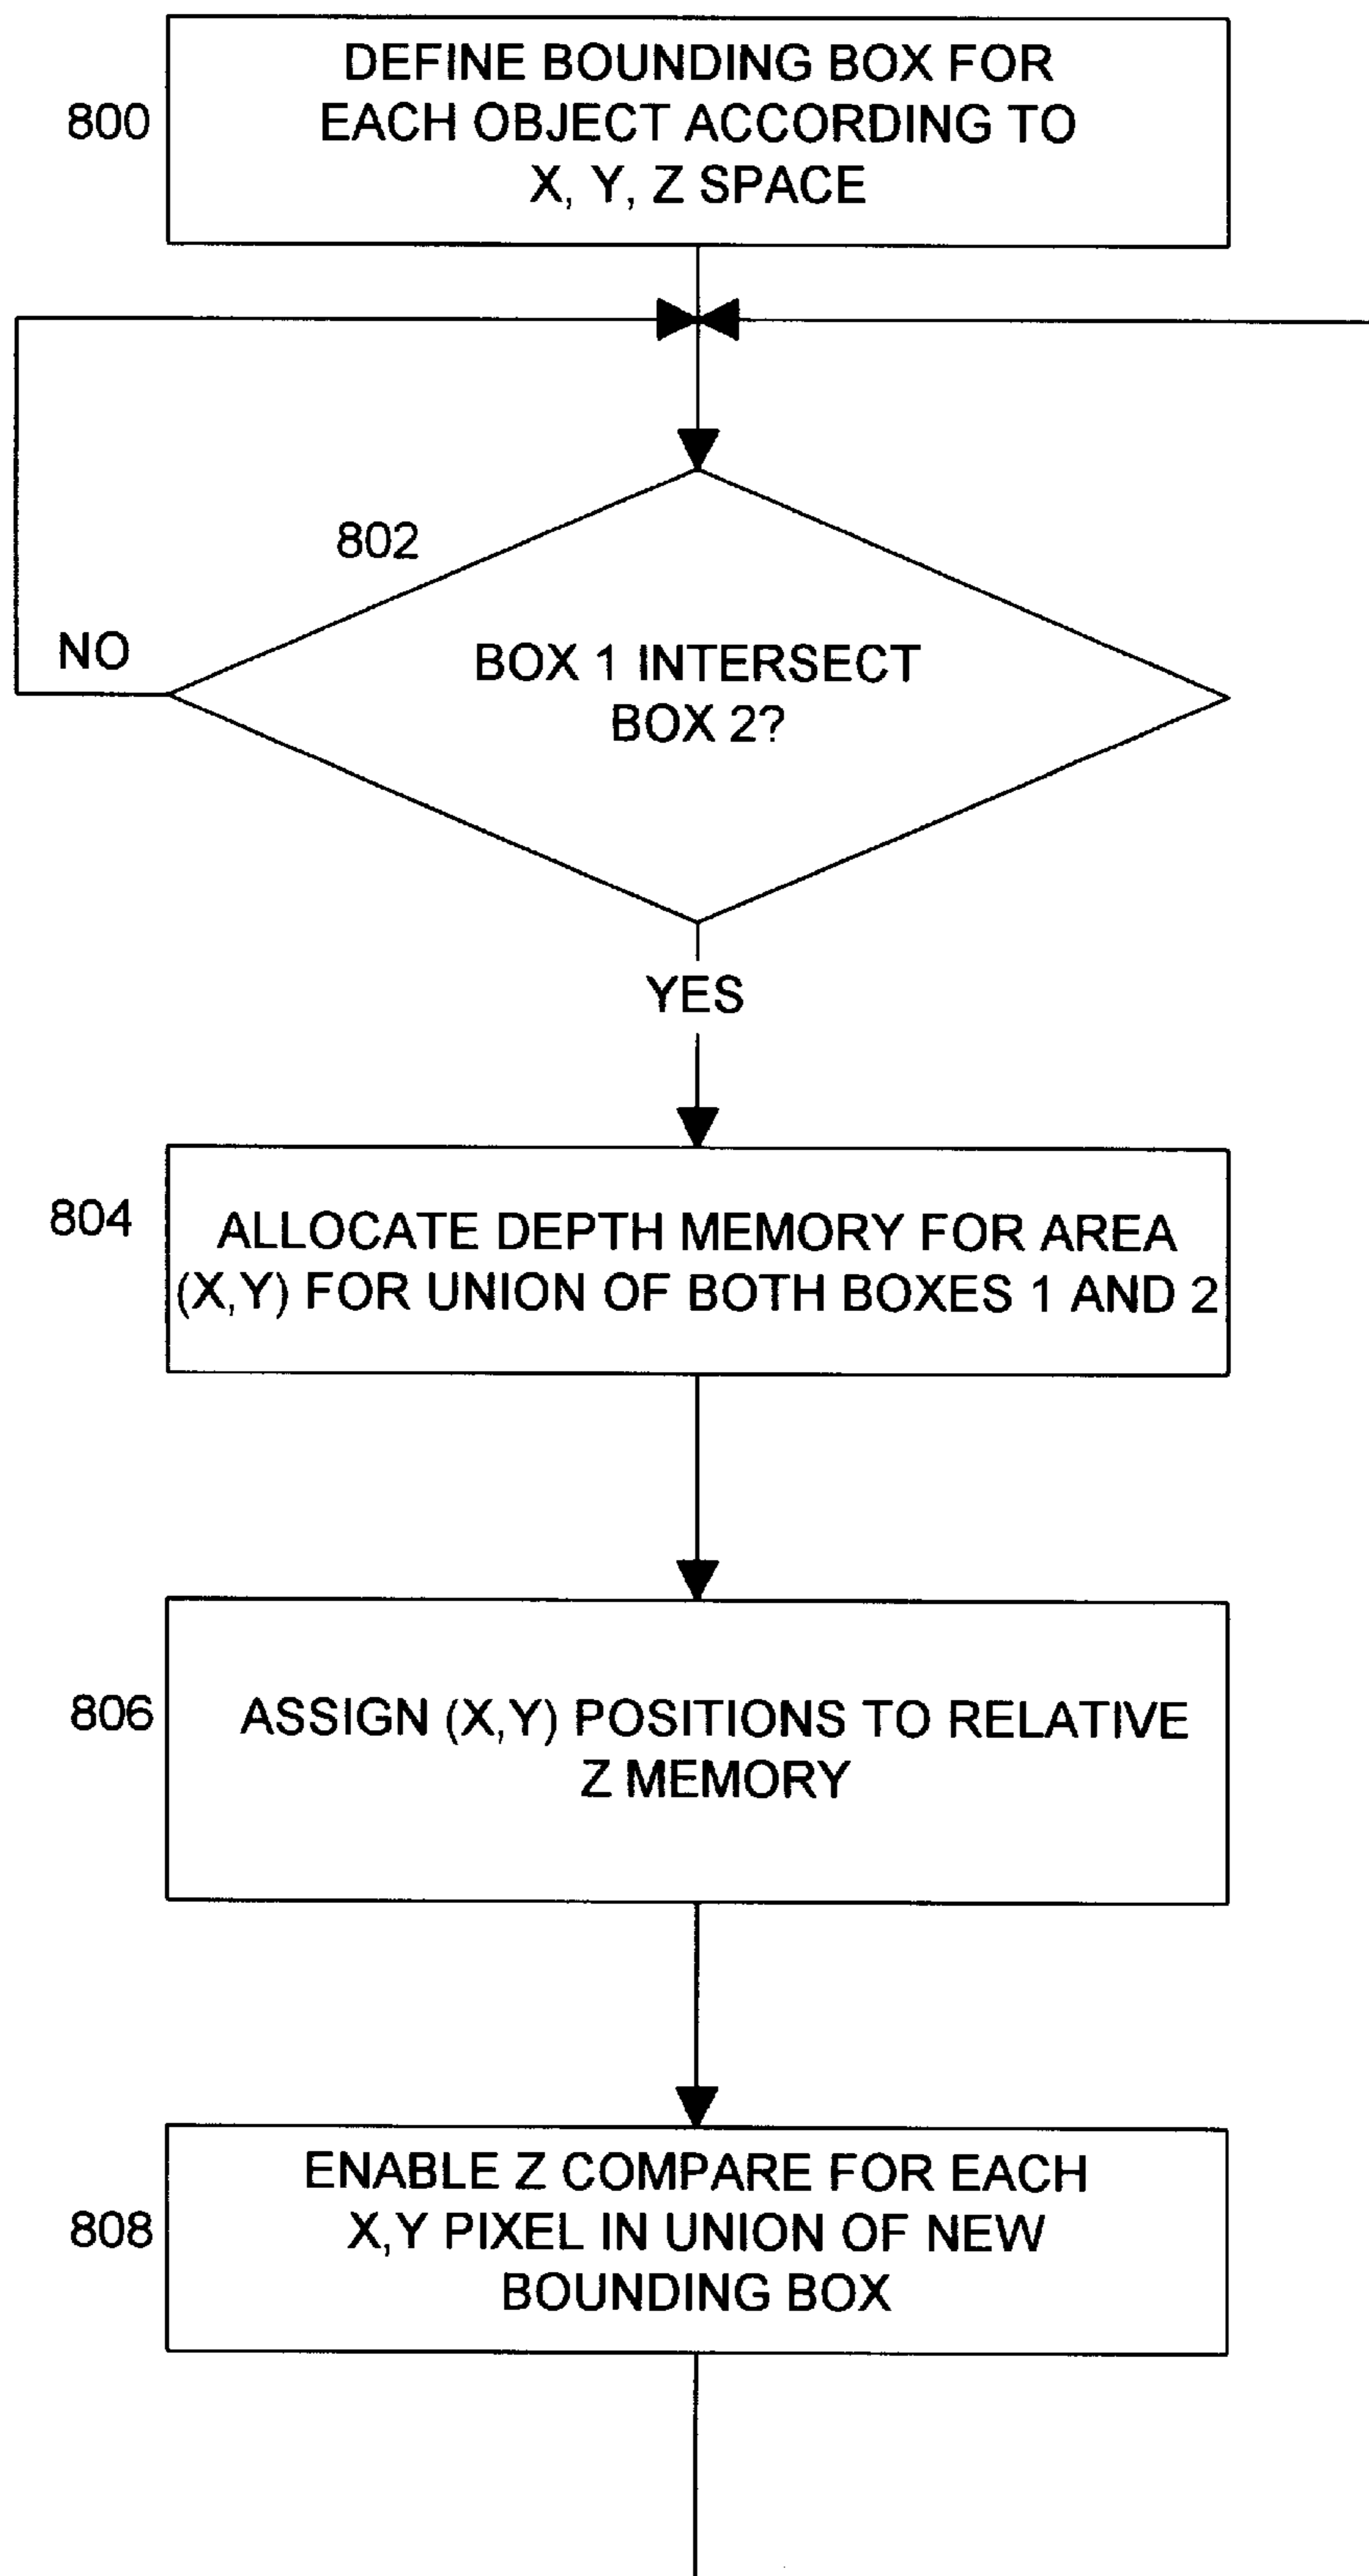 DEFINE BOUNDING BOX FOR
EACH OBJECT ACCORDING TO
X, Y, Z SPACE
800
802
NO
BOX 1 INTERSECT
BOX 2?
YES
804
ALLOCATE DEPTH MEMORY FOR AREA
(X,Y) FOR UNION OF BOTH BOXES 1 AND 2
806
ASSIGN (X,Y) POSITIONS TO RELATIVE
Z MEMORY
808
ENABLE Z COMPARE FOR EACH
X,Y PIXEL IN UNION OF NEW
BOUNDING BOX